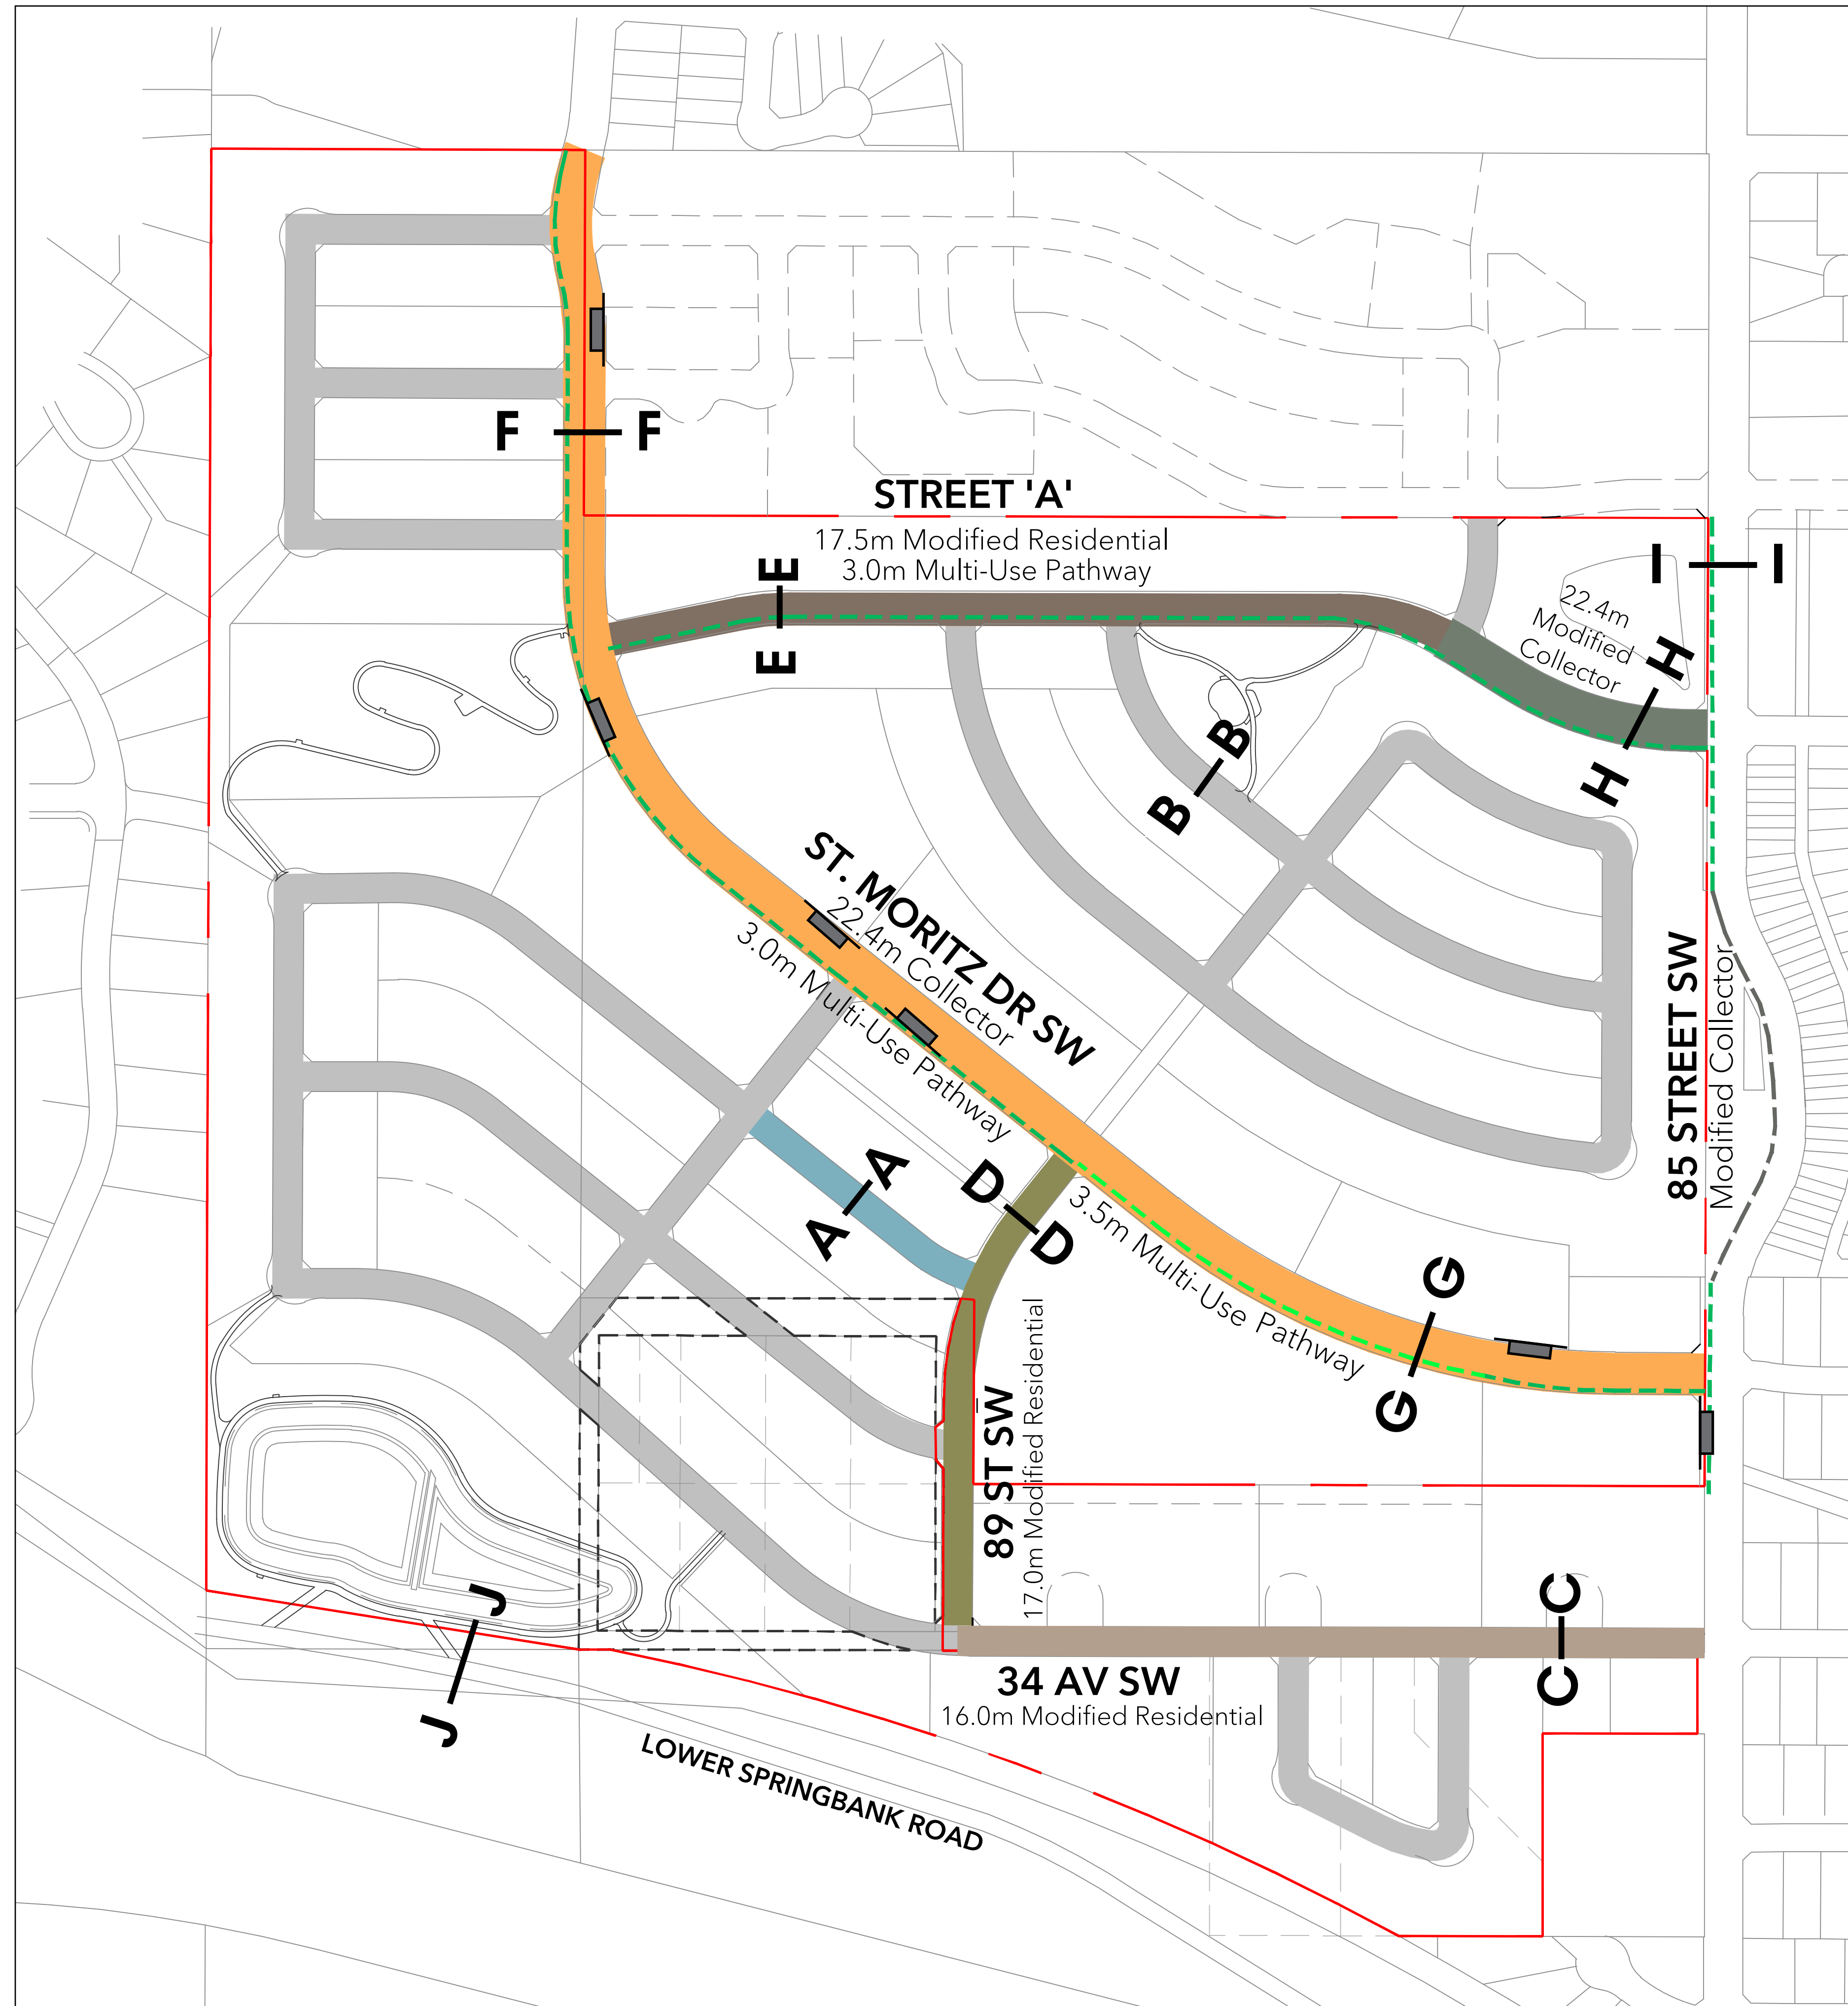 F
F
STREET 'A'
17.5m Modified Residential
3.0m Multi-Use Pathway
E
E
I
I
22.4m
Modified
Collector
H
H
B
B
ST. MORITZ DR SW
22.4m Collector
3.0m Multi-Use Pathway
85 STREET SW
Modified Collector
A
A
D
D
3.5m Multi-Use Pathway
G
G
89 ST SW
17.0m Modified Residential
J
J
C
C
34 AV SW
16.0m Modified Residential
LOWER SPRINGBANK ROAD